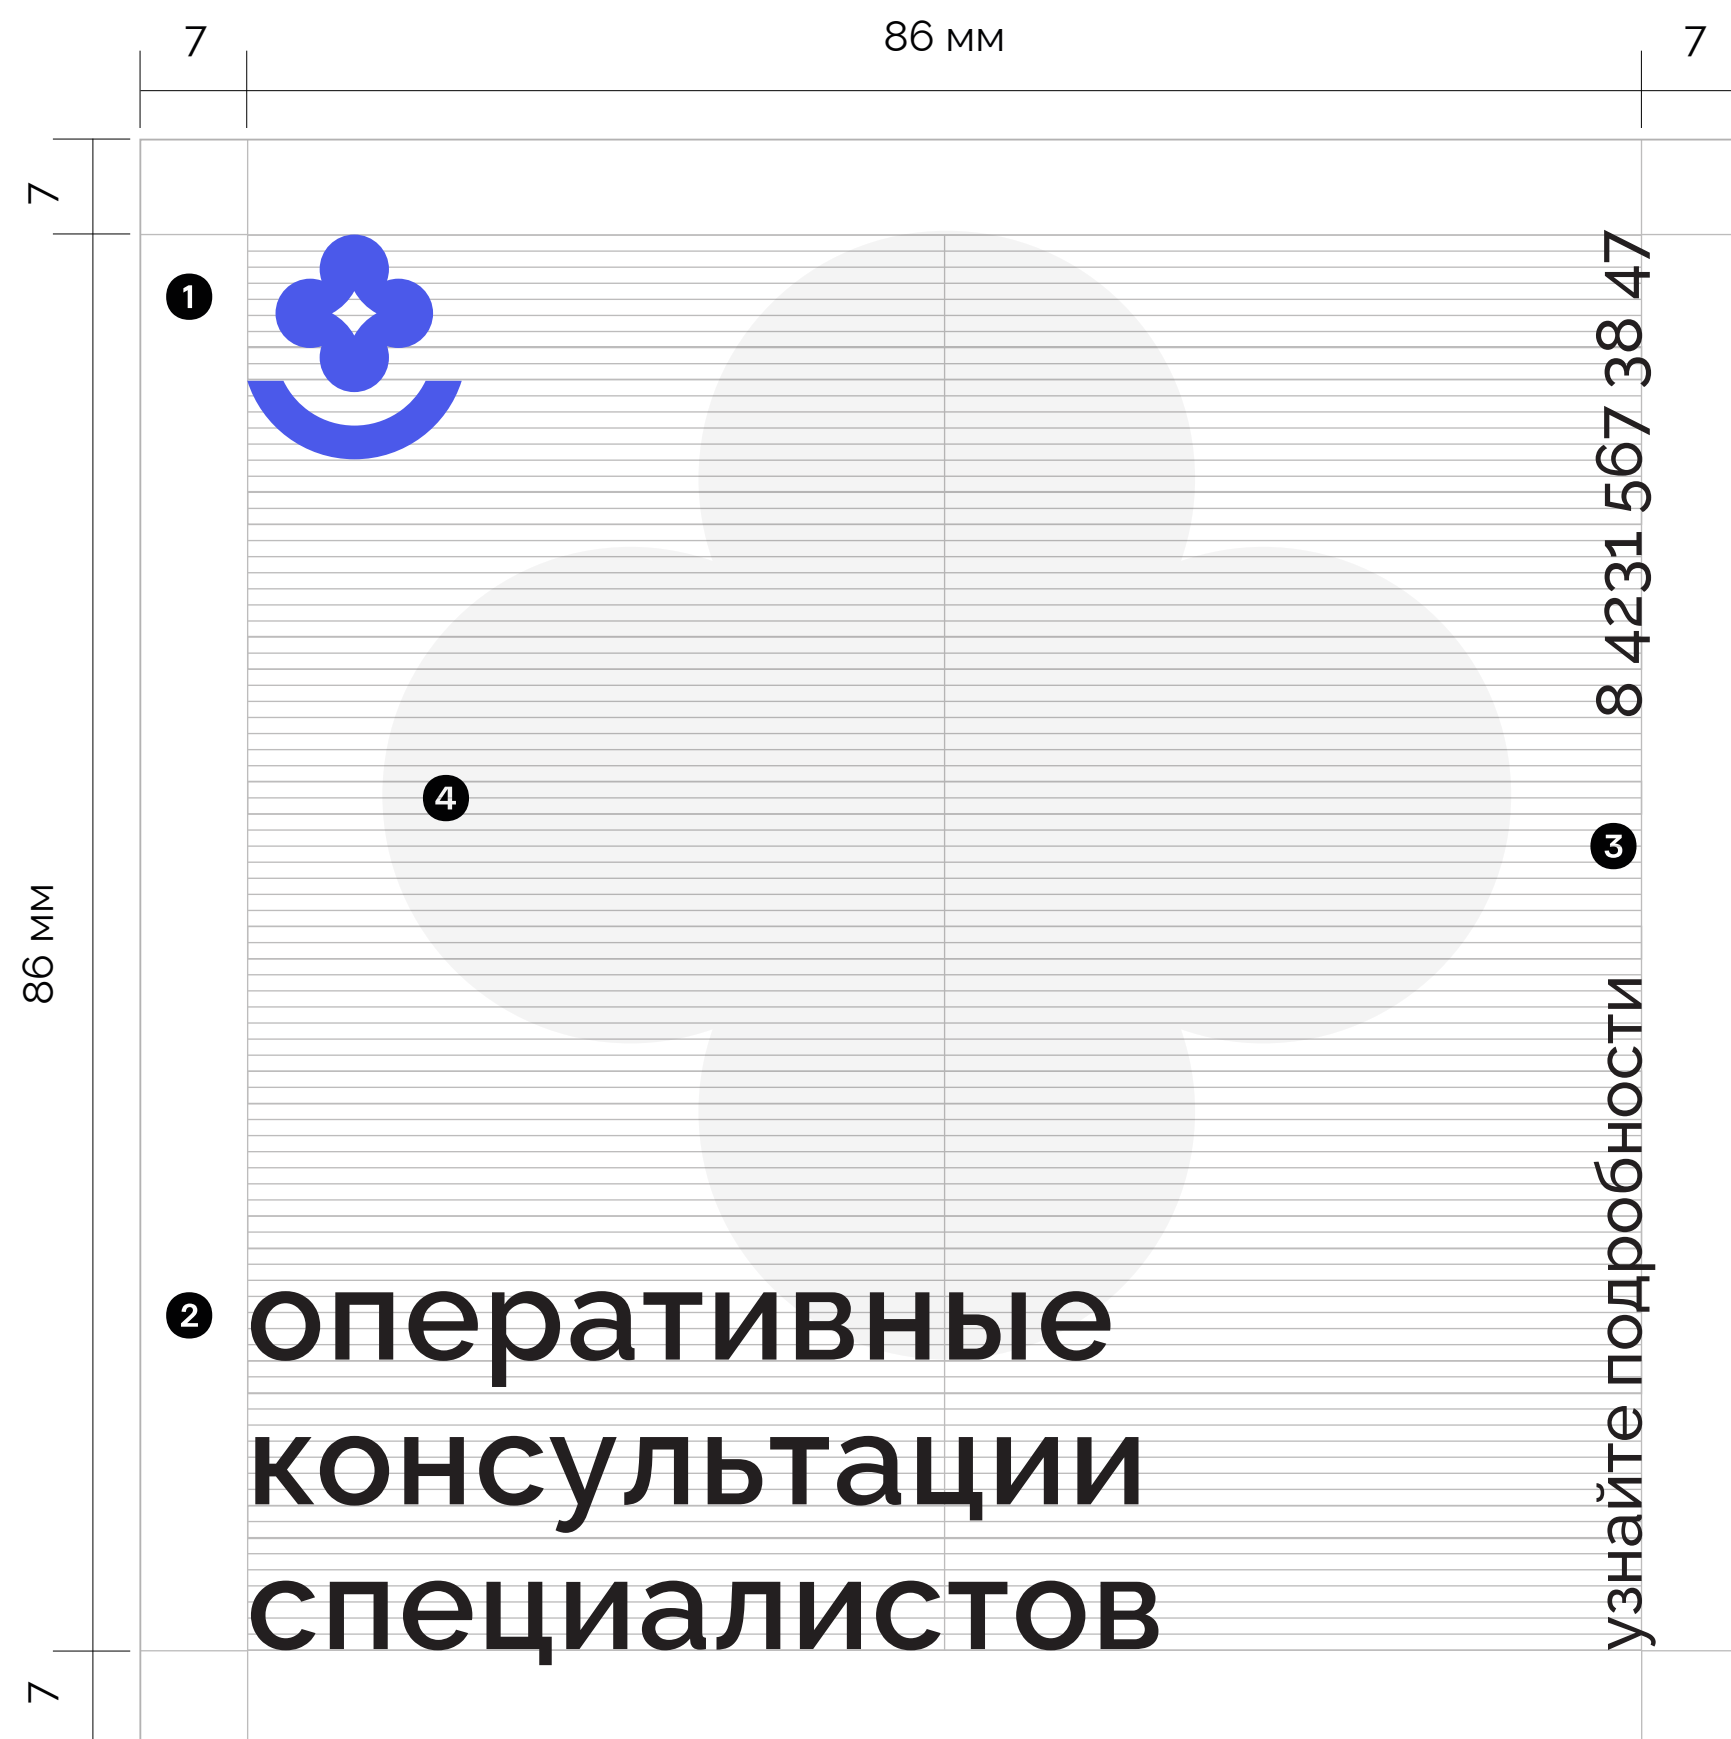 7
86 мм
7
7
1
8 4231 567 38 47
4
3
86 мм
узнайте подробности
2
оперативные
консультации
специалистов
7